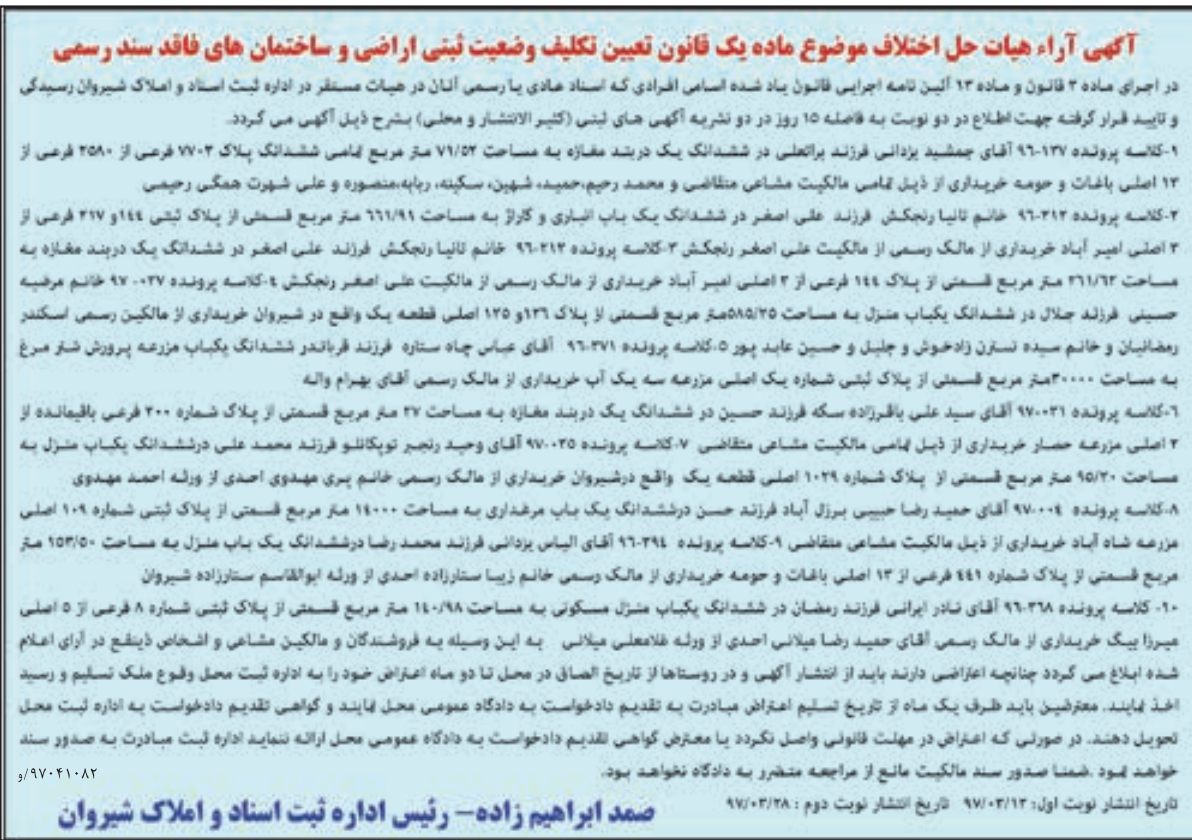 آگهی آراء هیات حل اختلاف موضوع ماده یک قانون تعیین تکلیف وضعیت ثبتی اراضی و ساختمان های فاقد سند رسمی
در اجرای ماده ۳ قانون و ماده ۱۳ آئین نامه اجرایی قانون یاد شده اسامی افرادی که اسناد عادی یا رسمی آنان در هیات مستقر در اداره ثبت اسناد و املاک شیروان رسیدگی
و تایید قرار گرفته جهت اطلاع در دو نوبت به فاصله ۱۵ روز در دو نشریه آگهی های ثبتی (کثیر الانتشار و محلی) بشرح ذیل آگهی می گردد.
۱-کلاسه پرونده ۱۳۷-۹۶ آقای جمشید یزدانی فرزند براتعلی در ششدانگ یک دربند مغازه به مساحت ۷۱/۵۲ متر مربع تمامی ششدانگ پلاک ۷۷۰۳ فرعی از ۲۵۸۰ فرعی از
۱۳ اصلی باغات و حومه خریداری از ذیل تمامی مالکیت مشاعی متقاضی و محمد رحیم،حمید، شهین، سکینه، ربابه،منصوره و علی شهرت همگی رحیمی
۲-کلاسه پرونده ۳۱۲-۹۶ خانم تانیا رنجکش فرزند علی اصغر در ششدانگ یک باب انباری و گاراژ به مساحت ۶۶۱/۹۱ متر مربع قسمتی از پلاک ثبتی ۱۴۴و ۲۱۷ فرعی از
۳ اصلی امیر آباد خریداری از مالک رسمی از مالکیت علی اصغر رنجکش ۳-کلاسه پرونده ۳۱۳-۹۶ خانم تانیا رنجکش فرزند علی اصغر در ششدانگ یک دربند مغازه به
مساحت ۲۶۱/۶۲ متر مربع قسمتی از پلاک ۱۴۴ فرعی از ۳ اصلی امیر آباد خریداری از مالک رسمی از مالکیت علی اصغر رنجکش ۴-کلاسه پرونده ۰۲۷-۹۷ خانم مرضیه
حسینی فرزند جلال در ششدانگ یکباب منزل به مساحت ۵۸۵/۲۵متر مربع قسمتی از پلاک ۱۲۶و ۱۲۵ اصلی قطعه یک واقع در شیروان خریداری از مالکین رسمی اسکندر
رمضانیان و خانم سیده نسترن زادخوش و جلیل و حسین عابد پور ۵-کلاسه پرونده ۳۷۱-۹۶ آقای عباس چاه ستاره فرزند قرباندر ششدانگ یکباب مزرعه پرورش شتر مرغ
به مساحت ۳۰۰۰۰متر مربع قسمتی از پلاک ثبتی شماره یک اصلی مزرعه سه یک آب خریداری از مالک رسمی آقای بهرام واله
۶-کلاسه پرونده ۰۳۱-۹۷ آقای سید علی باقرزاده سکه فرزند حسین در ششدانگ یک دربند مغازه به مساحت ۲۷ متر مربع قسمتی از پلاک شماره ۲۰۰ فرعی باقیمانده از
۲ اصلی مزرعه حصار خریداری از ذیل تمامی مالکیت مشاعی متقاضی ۷-کلاسه پرونده ۰۲۵-۹۷ آقای وحید رنجبر توپکانلو فرزند محمد علی درششدانگ یکباب منزل به
مساحت ۹۵/۳۰ متر مربع قسمتی از پلاک شماره ۱۰۲۹ اصلی قطعه یک واقع درشیروان خریداری از مالک رسمی خانم پری مهدوی احدی از ورثه احمد مهدوی
۸-کلاسه پرونده ۰۰۴-۹۷ آقای حمید رضا حبیبی برزل آباد فرزند حسن درششدانگ یک باب مرغداری به مساحت ۱۴۰۰۰ متر مربع قسمتی از پلاک ثبتی شماره ۱۰۹ اصلی
مزرعه شاه آباد خریداری از ذیل مالکیت مشاعی متقاضی ۹-کلاسه پرونده ۳۹۴-۹۶ آقای الیاس یزدانی فرزند محمد رضا درششدانگ یک باب منزل به مساحت ۱۵۳/۵۰ متر
مربع قسمتی از پلاک شماره ۴۴۱ فرعی از ۱۳ اصلی باغات و حومه خریداری از مالک رسمی خانم زیبا ستارزاده احدی از ورثه ابوالقاسم ستارزاده شیروان
۱۰- کلاسه پرونده ۳۶۸-۹۶ آقای نادر ایرانی فرزند رمضان در ششدانگ یکباب منزل مسکونی به مساحت ۱۴۰/۹۸ متر مربع قسمتی از پلاک ثبتی شماره ۸ فرعی از ۵ اصلی
میرزا بیگ خریداری از مالک رسمی آقای حمید رضا میلانی احدی از ورثه غلامعلی میلانی به این وسیله به فروشندگان و مالکین مشاعی و اشخاص ذینفع در آرای اعلام
شده ابلاغ می گردد چنانچه اعتراضی دارند باید از انتشار آگهی و در روستاها از تاریخ الصاق در محل تا دو ماه اعتراض خود را به اداره ثبت محل وقوع ملک تسلیم و رسید
اخذ نمایند. معترضین باید ظرف یک ماه از تاریخ تسلیم اعتراض مبادرت به تقدیم دادخواست به دادگاه عمومی محل نمایند و گواهی تقدیم دادخواست به اداره ثبت محل
تحویل دهند. در صورتی که اعتراض در مهلت قانونی واصل نگردد یا معترض گواهی تقدیم دادخواست به دادگاه عمومی محل ارائه ننماید اداره ثبت مبادرت به صدور سند
خواهد نمود .ضمنا صدور سند مالکیت مانع از مراجعه متضرر به دادگاه نخواهد بود.
۹۷۰۴۱۰۸۲/و
تاریخ انتشار نوبت اول: ۹۷/۰۳/۱۲ تاریخ انتشار نوبت دوم : ۹۷/۰۳/۲۸
صمد ابراهیم زاده– رئیس اداره ثبت اسناد و املاک شیروان